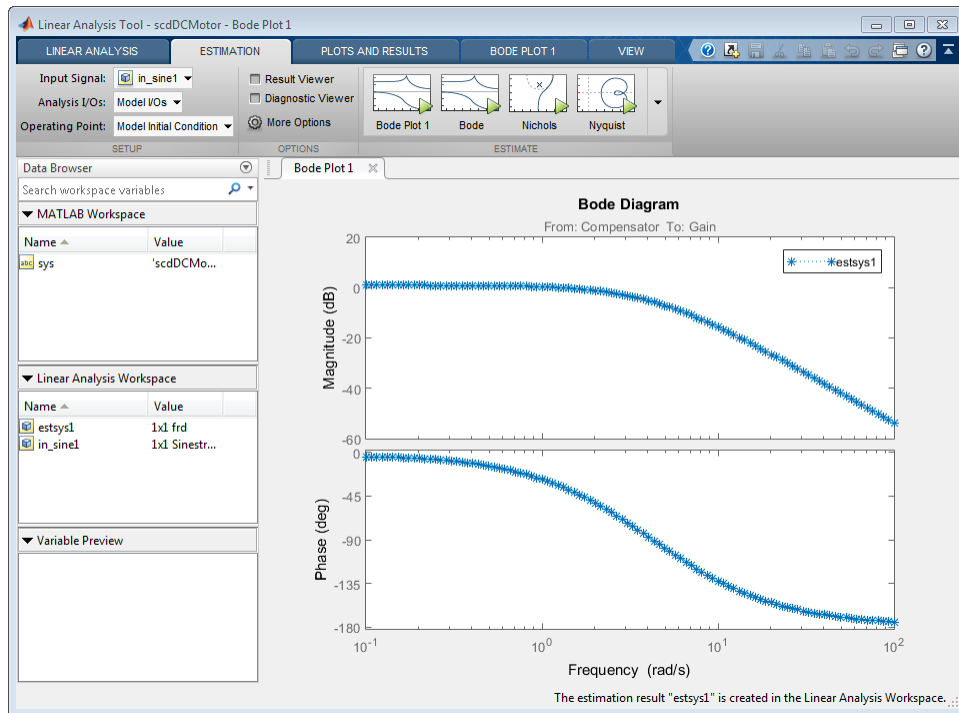 Linear Analysis Tool - scdDCMotor - Bode Plot 1
LINEAR ANALYSIS ESTIMATION PLOTS AND RESULTS BODE PLOT 1 VIEW
Input Signal: in_sine1
Analysis I/Os: Model I/Os
Operating Point: Model Initial Condition
SETUP
Result Viewer
Diagnostic Viewer
More Options
OPTIONS
Bode Plot 1 Bode Nichols Nyquist
ESTIMATE
Data Browser
Search workspace variables
MATLAB Workspace
Name Value
abc sys 'scdDCMo...
Linear Analysis Workspace
Name Value
estsys1 1x1 frd
in_sine1 1x1 Sinestr...
Variable Preview
Bode Plot 1
Bode Diagram
From: Compensator To: Gain
estsys1
Magnitude (dB)
20
0
-20
-40
-60
Phase (deg)
0
-45
-90
-135
-180
10^-1 10^0 10^1 10^2
Frequency (rad/s)
The estimation result "estsys1" is created in the Linear Analysis Workspace.